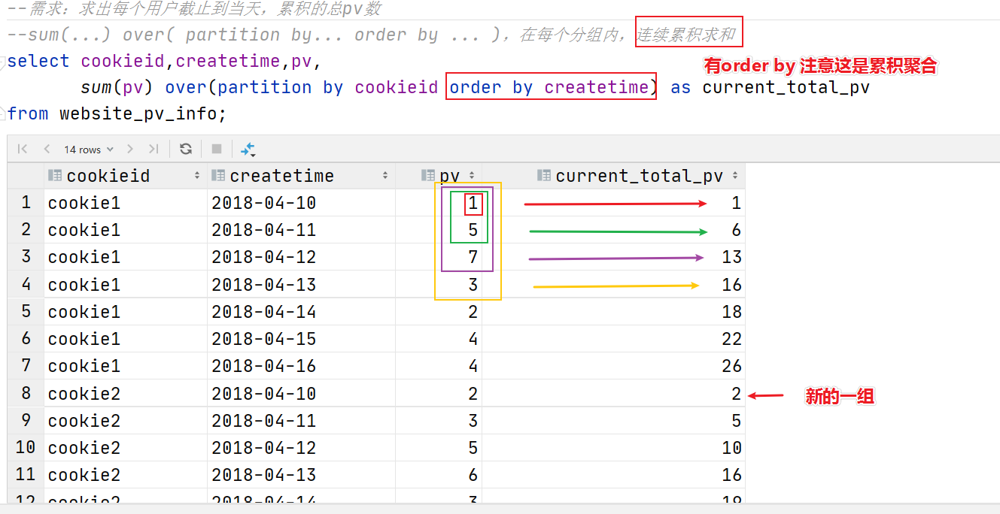 --需求：求出每个用户截止到当天，累积的总pv数
--sum(...) over( partition by... order by ... )，在每个分组内，连续累积求和
select cookieid,createtime,pv,
有order by 注意这是累积聚合
sum(pv) over(partition by cookieid order by createtime) as current_total_pv
from website_pv_info;
14 rows
cookieid createtime pv current_total_pv
1 cookie1 2018-04-10 1 1
2 cookie1 2018-04-11 5 6
3 cookie1 2018-04-12 7 13
4 cookie1 2018-04-13 3 16
5 cookie1 2018-04-14 2 18
6 cookie1 2018-04-15 4 22
7 cookie1 2018-04-16 4 26
8 cookie2 2018-04-10 2 2 新的一组
9 cookie2 2018-04-11 3 5
10 cookie2 2018-04-12 5 10
11 cookie2 2018-04-13 6 16
12 cookie2 2018-04-14 3 19